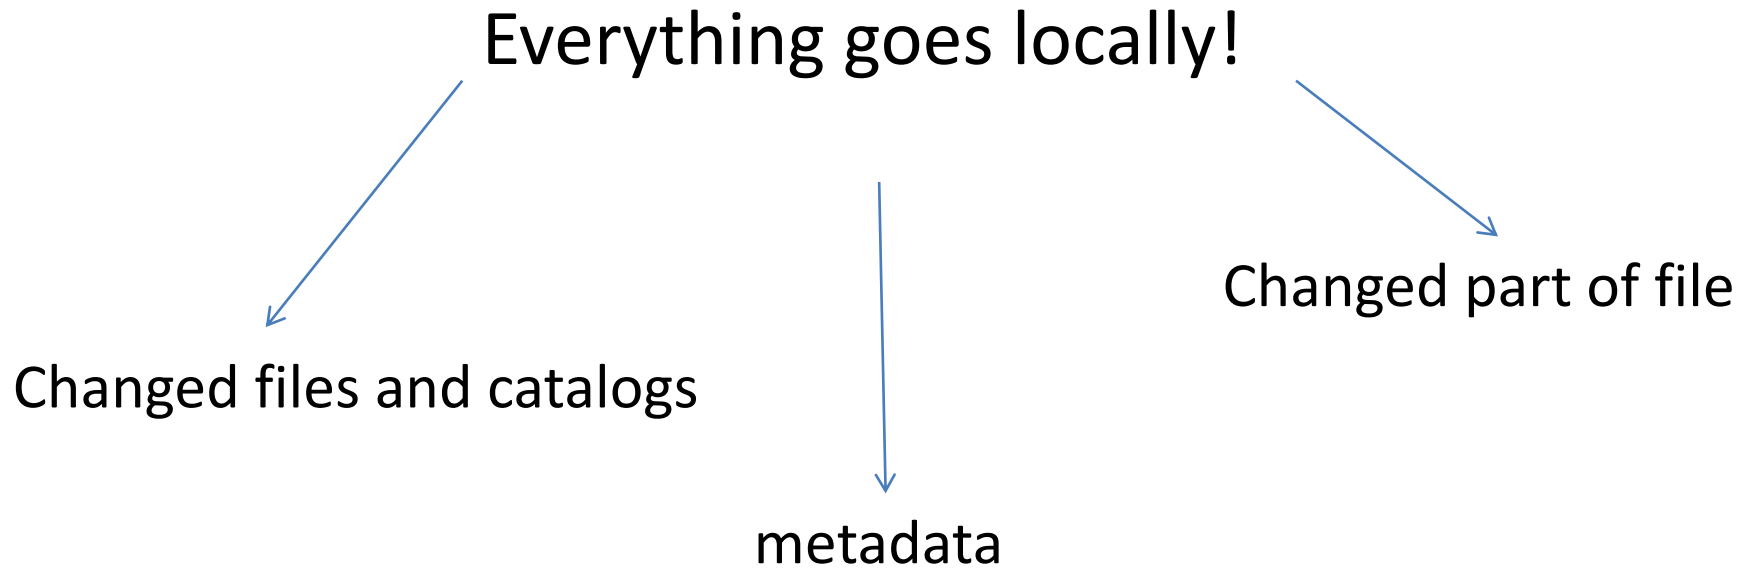 Everything goes locally!
Changed part of file
Changed files and catalogs
metadata